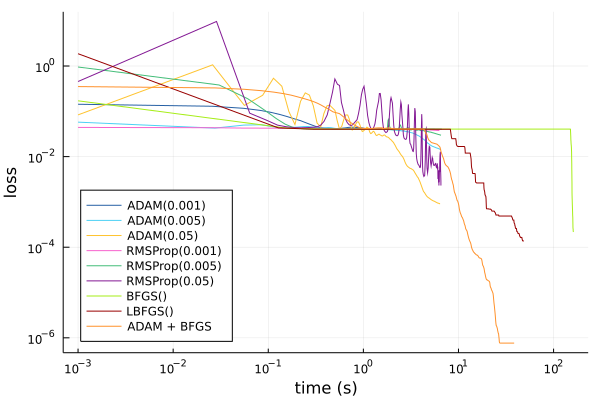 10⁰
10⁻²
10⁻⁴
10⁻⁶
loss
ADAM(0.001)
ADAM(0.005)
ADAM(0.05)
RMSProp(0.001)
RMSProp(0.005)
RMSProp(0.05)
BFGS()
LBFGS()
ADAM + BFGS
10⁻³ 10⁻² 10⁻¹ 10⁰ 10¹ 10²
time (s)